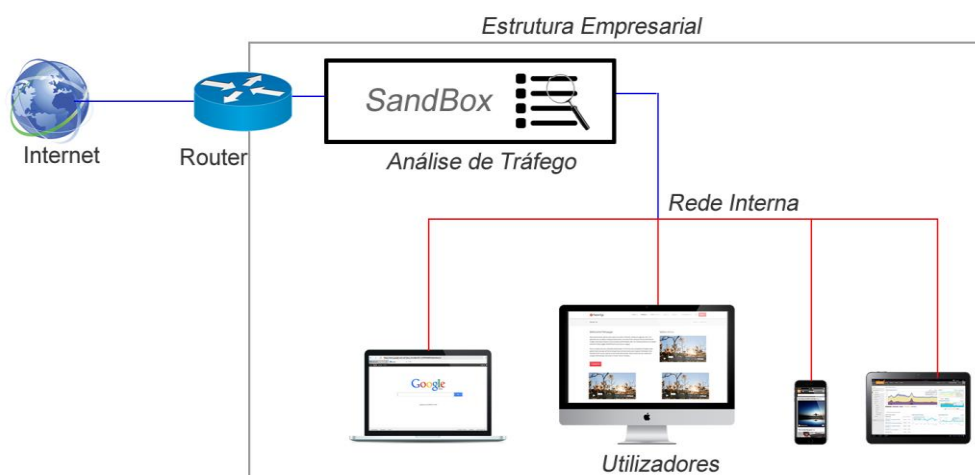 Estrutura Empresarial
SandBox
Internet
Router
Análise de Tráfego
Rede Interna
Google
Utilizadores